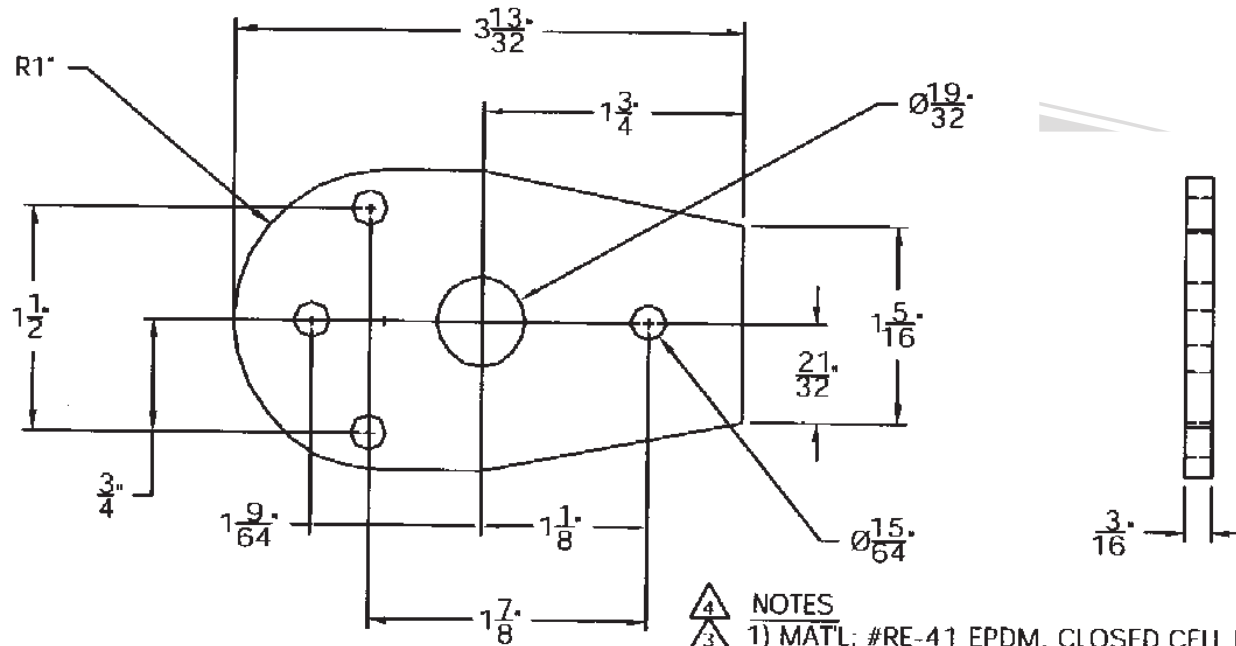 3 13/32"
R1"
1 3/4"
Ø19/32"
1 1/2"
1 5/16"
21/32"
3/4"
1 9/64"
1 1/8"
Ø15/64"
3/16"
1 7/8"
4 NOTES
3 1) MAT'L: #RE-41 EPDM, CLOSED CELL